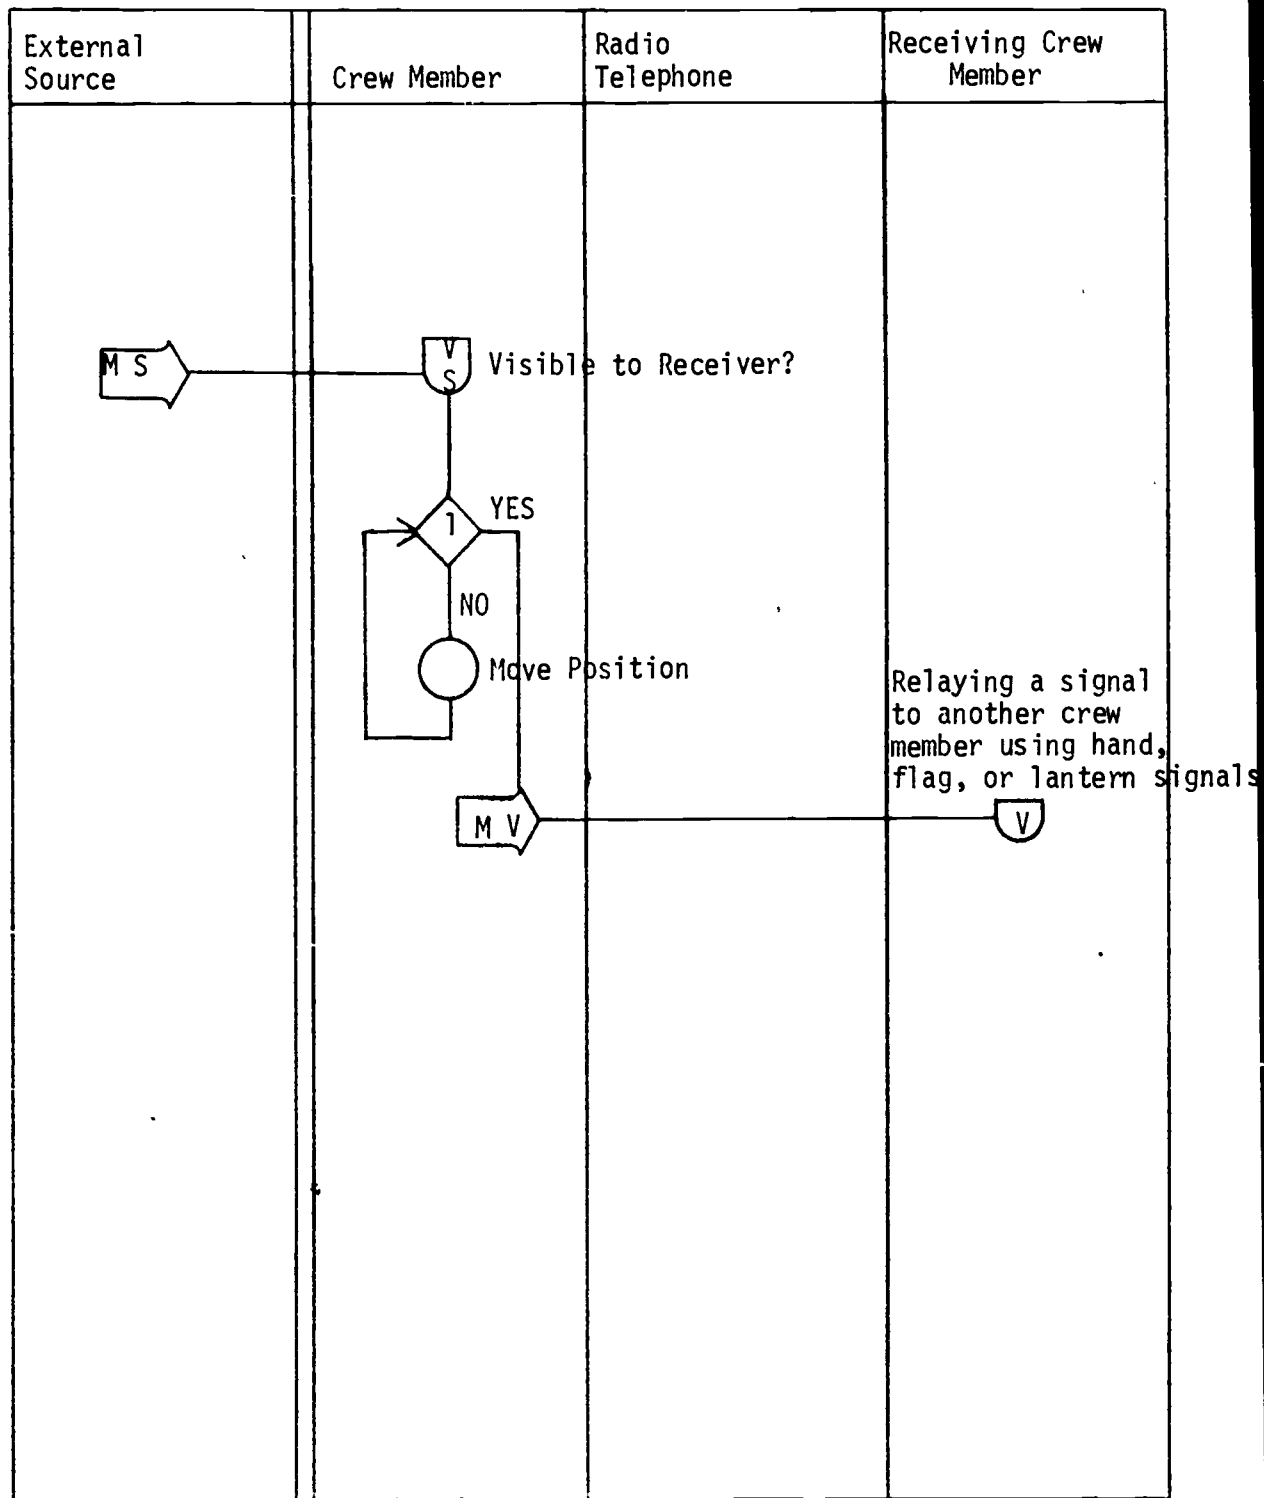 External
Source
Crew Member
Radio
Telephone
Receiving Crew
Member
M S
V
S
Visible to Receiver?
1
YES
NO
Move Position
Relaying a signal
to another crew
member using hand,
flag, or lantern signals
M V
V